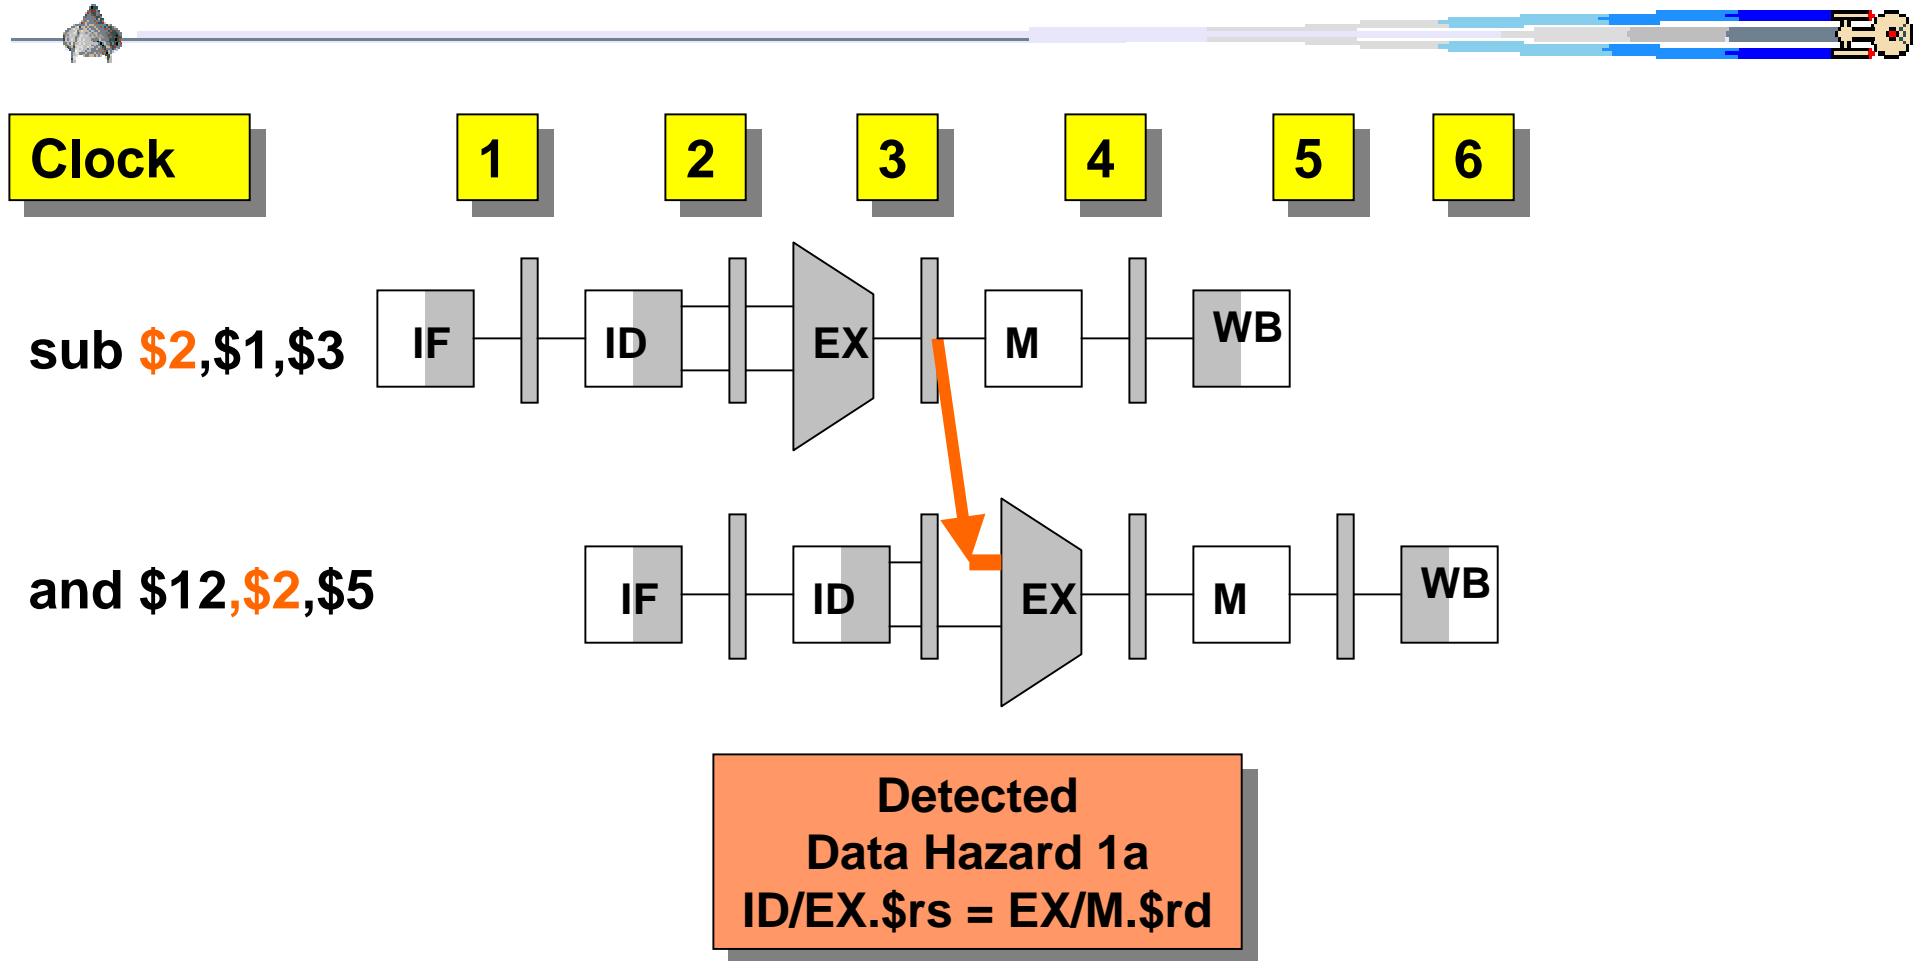 Clock 1 2 3 4 5 6
sub $2,$1,$3 IF ID EX M WB
and $12,$2,$5 IF ID EX M WB
Detected
Data Hazard 1a
ID/EX.$rs = EX/M.$rd